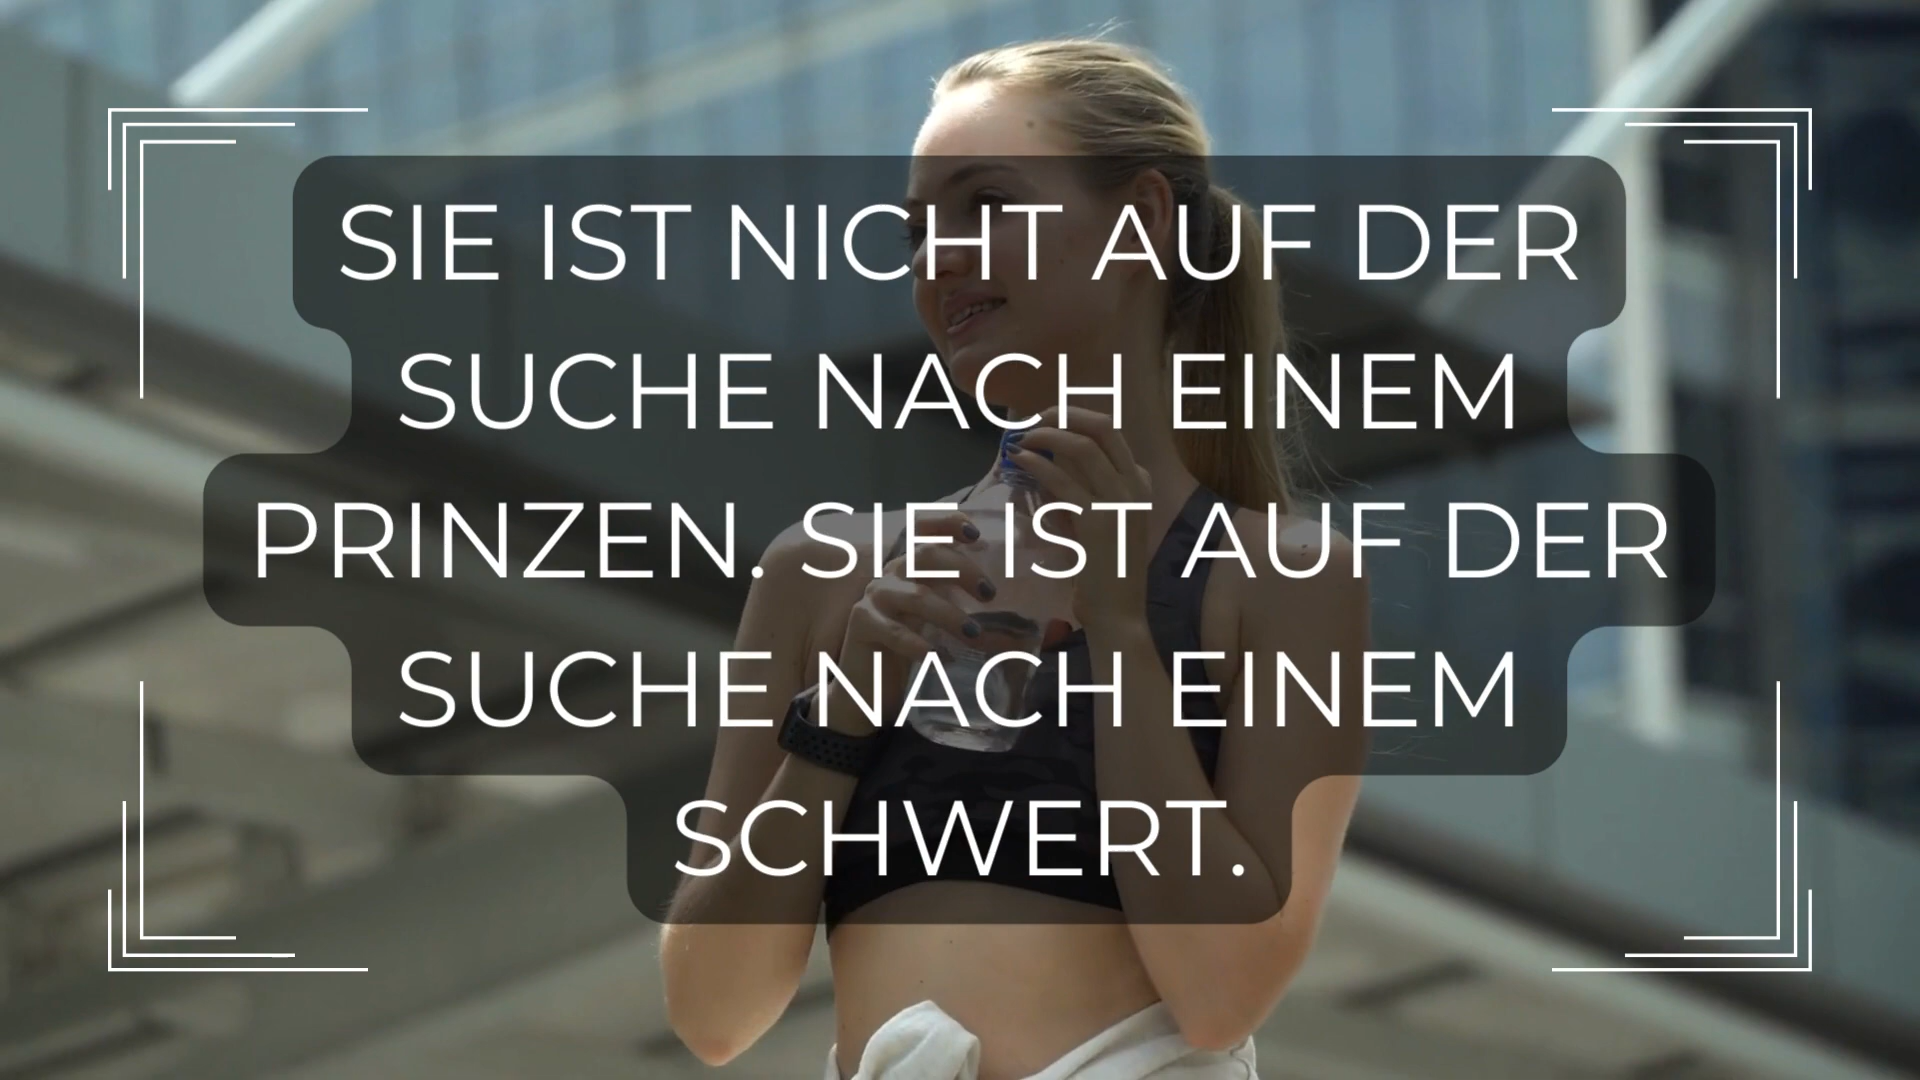 SIE IST NICHT AUF DER
SUCHE NACH EINEM
PRINZEN. SIE IST AUF DER
SUCHE NACH EINEM
SCHWERT.